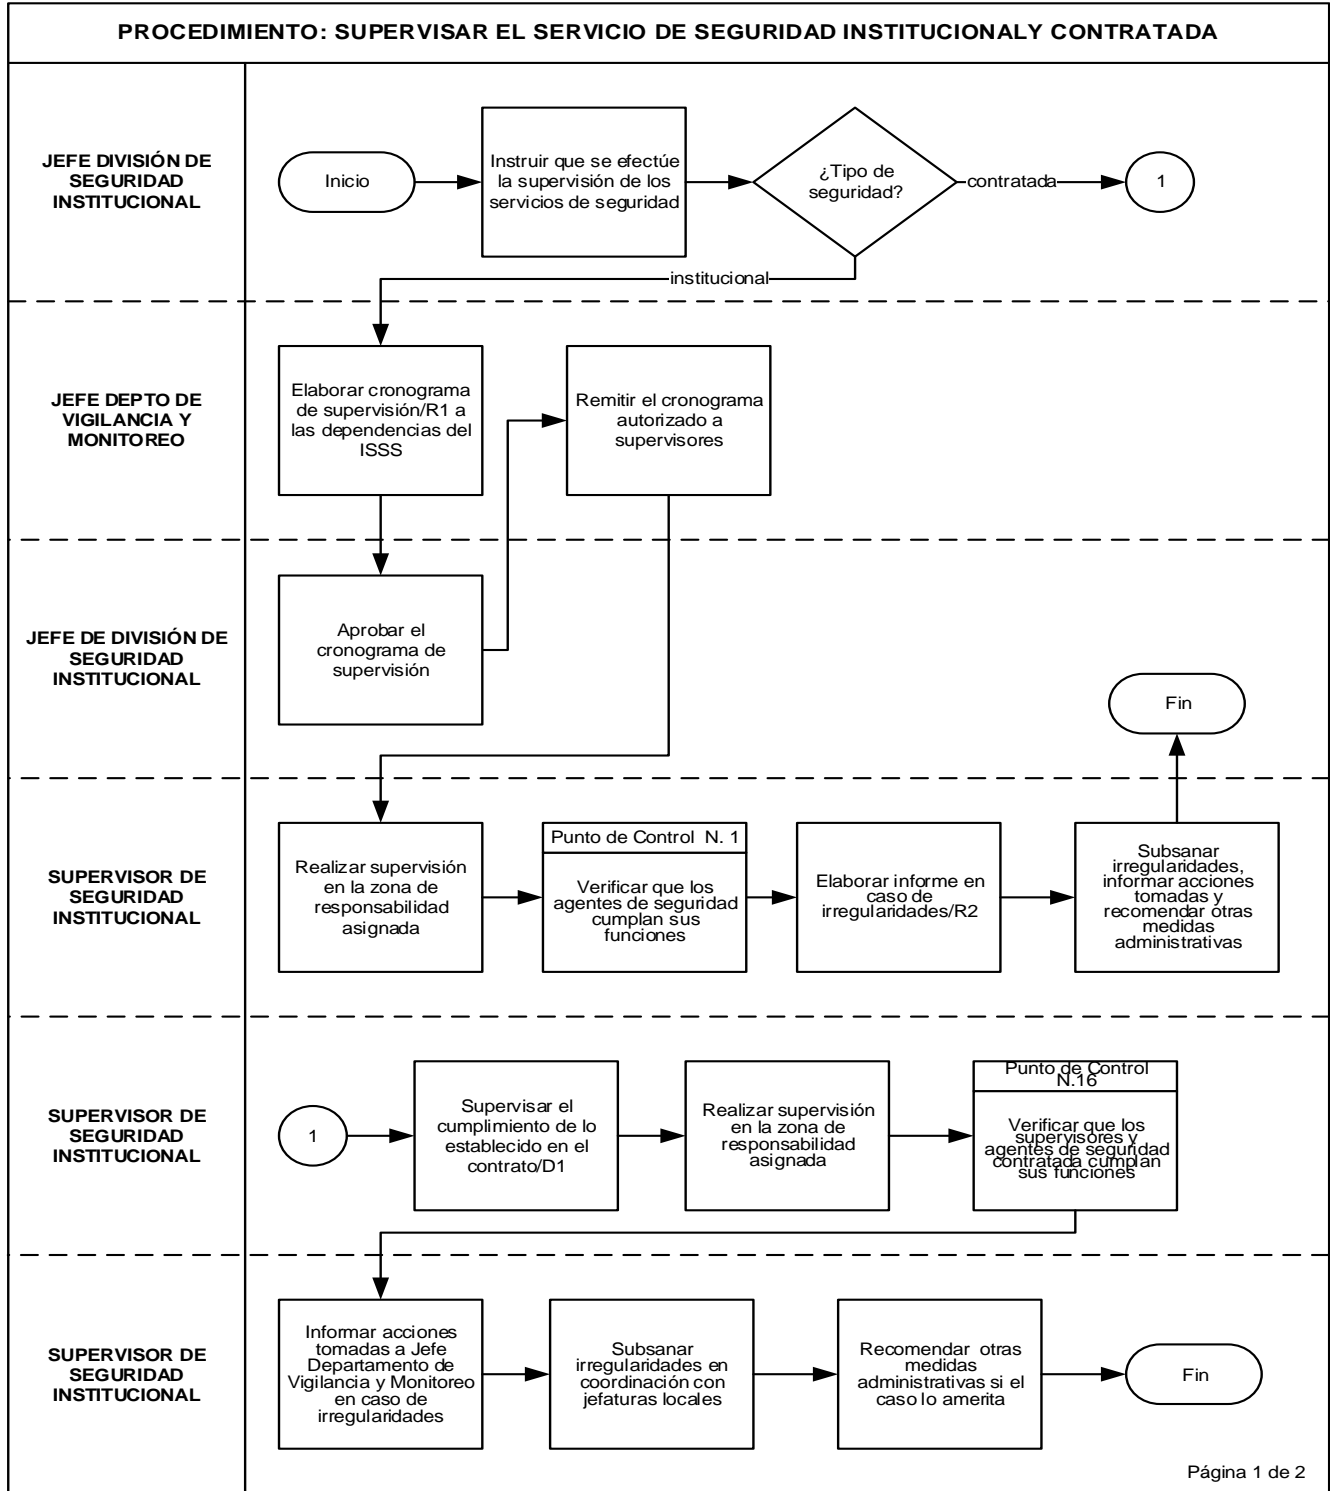 PROCEDIMIENTO: SUPERVISAR EL SERVICIO DE SEGURIDAD INSTITUCIONALY CONTRATADA
JEFE DIVISIÓN DE
SEGURIDAD
INSTITUCIONAL
Inicio
Instruir que se efectúe
la supervisión de los
servicios de seguridad
¿Tipo de
seguridad?
contratada
1
institucional
JEFE DEPTO DE
VIGILANCIA Y
MONITOREO
Elaborar cronograma
de supervisión/R1 a
las dependencias del
ISSS
Remitir el cronograma
autorizado a
supervisores
JEFE DE DIVISIÓN DE
SEGURIDAD
INSTITUCIONAL
Aprobar el
cronograma de
supervisión
Fin
SUPERVISOR DE
SEGURIDAD
INSTITUCIONAL
Realizar supervisión
en la zona de
responsabilidad
asignada
Punto de Control N. 1
Verificar que los
agentes de seguridad
cumplan sus
funciones
Elaborar informe en
caso de
irregularidades/R2
Subsanar
irregularidades,
informar acciones
tomadas y
recomendar otras
medidas
administrativas
SUPERVISOR DE
SEGURIDAD
INSTITUCIONAL
1
Supervisar el
cumplimiento de lo
establecido en el
contrato/D1
Realizar supervisión
en la zona de
responsabilidad
asignada
Punto de Control
N.16
Verificar que los
supervisores y
agentes de seguridad
contratada cumplan
sus funciones
SUPERVISOR DE
SEGURIDAD
INSTITUCIONAL
Informar acciones
tomadas a Jefe
Departamento de
Vigilancia y Monitoreo
en caso de
irregularidades
Subsanar
irregularidades en
coordinación con
jefaturas locales
Recomendar otras
medidas
administrativas si el
caso lo amerita
Fin
Página 1 de 2